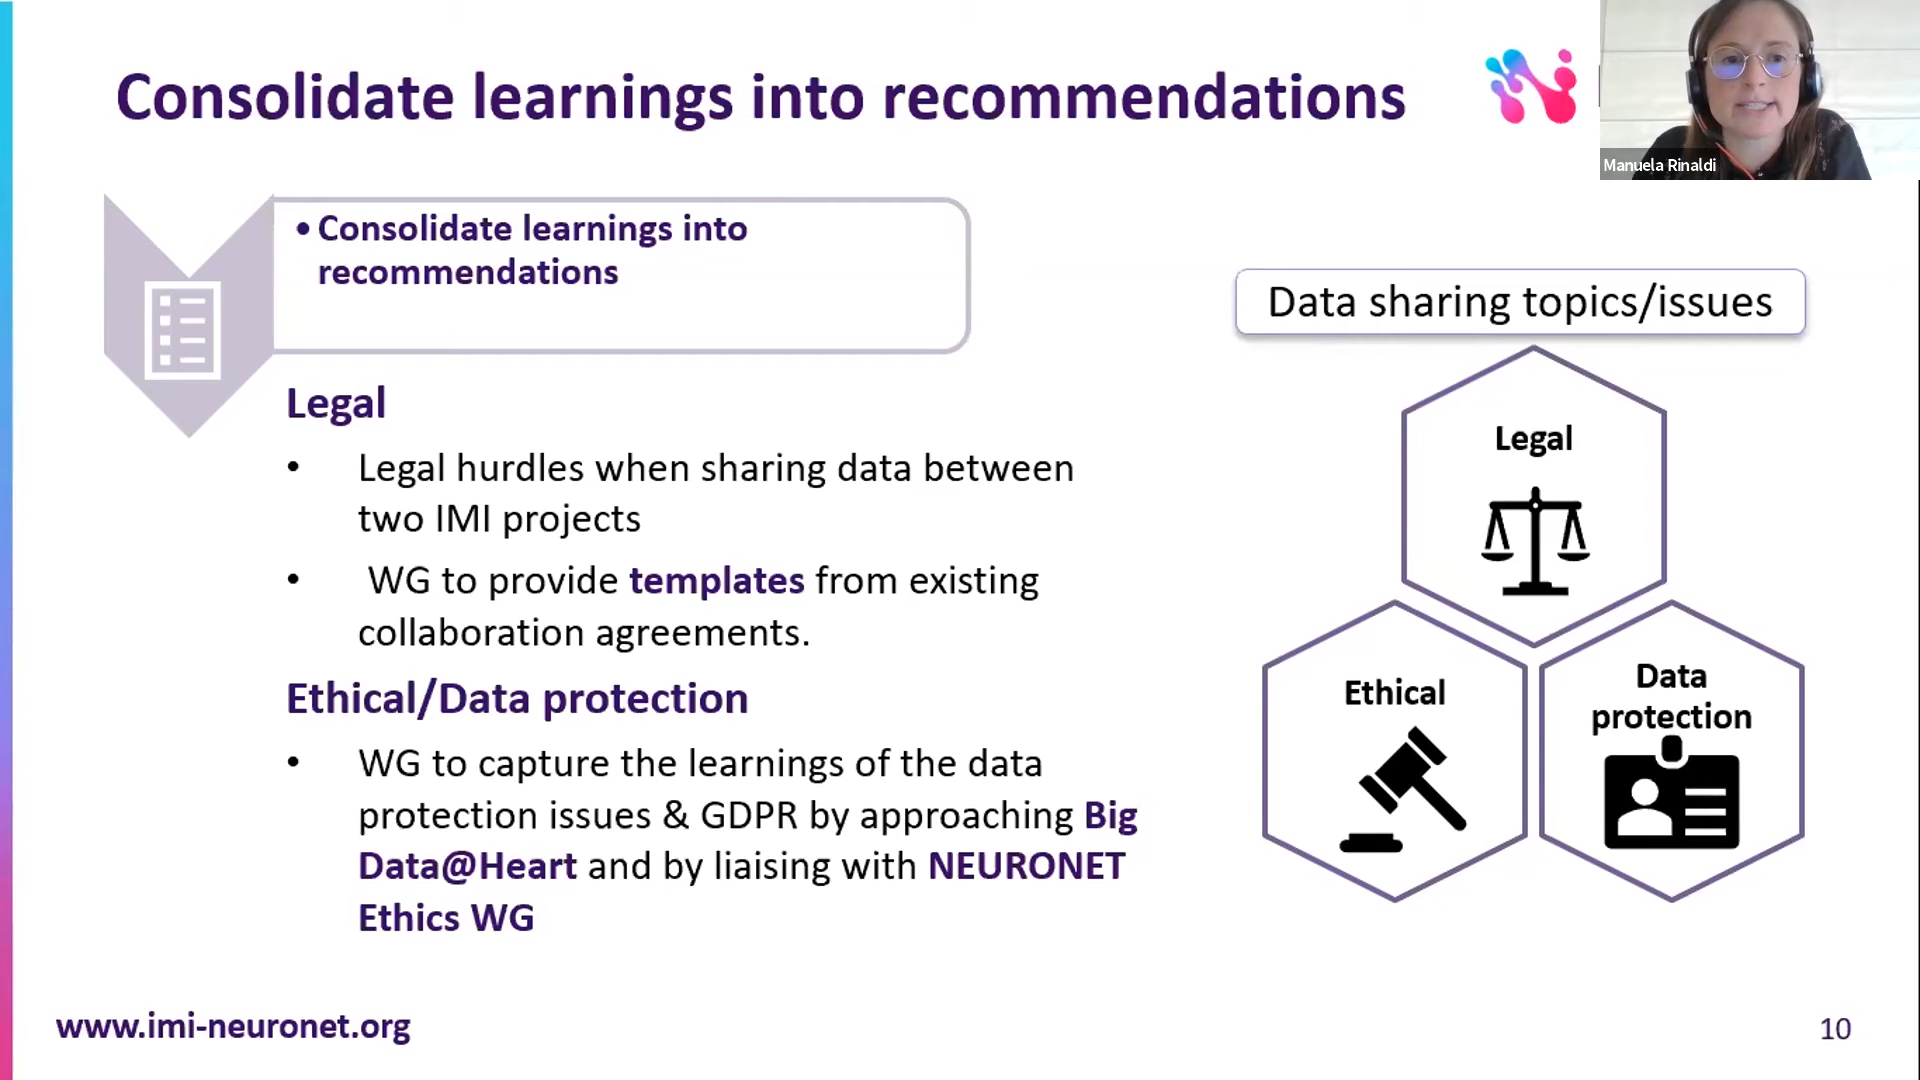 Consolidate learnings into recommendations
Manuela Rinaldi
• Consolidate learnings into
recommendations
Data sharing topics/issues
Legal
• Legal hurdles when sharing data between
two IMI projects
• WG to provide templates from existing
collaboration agreements.
Ethical/Data protection
• WG to capture the learnings of the data
protection issues & GDPR by approaching Big
Data@Heart and by liaising with NEURONET
Ethics WG
Legal
Ethical
Data
protection
www.imi-neuronet.org
10